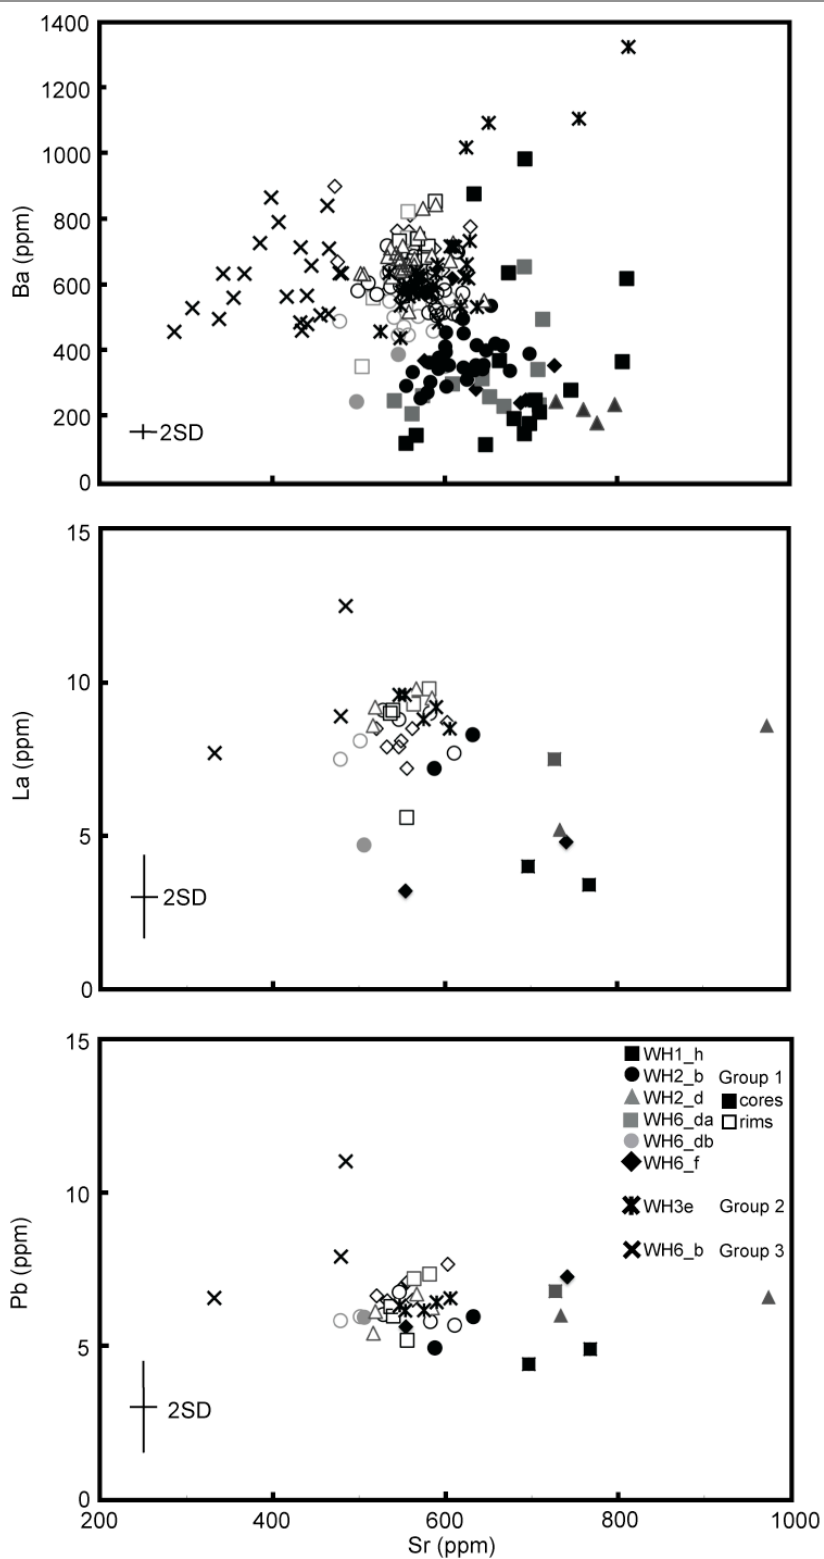 1400
1200
1000
800
600
400
200
0
Ba (ppm)
2SD
15
10
5
0
La (ppm)
2SD
15
10
5
0
Pb (ppm)
2SD
WH1_h
WH2_b Group 1
WH2_d cores
WH6_da rims
WH6_db
WH6_f
WH3e Group 2
WH6_b Group 3
200 400 600 800 1000
Sr (ppm)